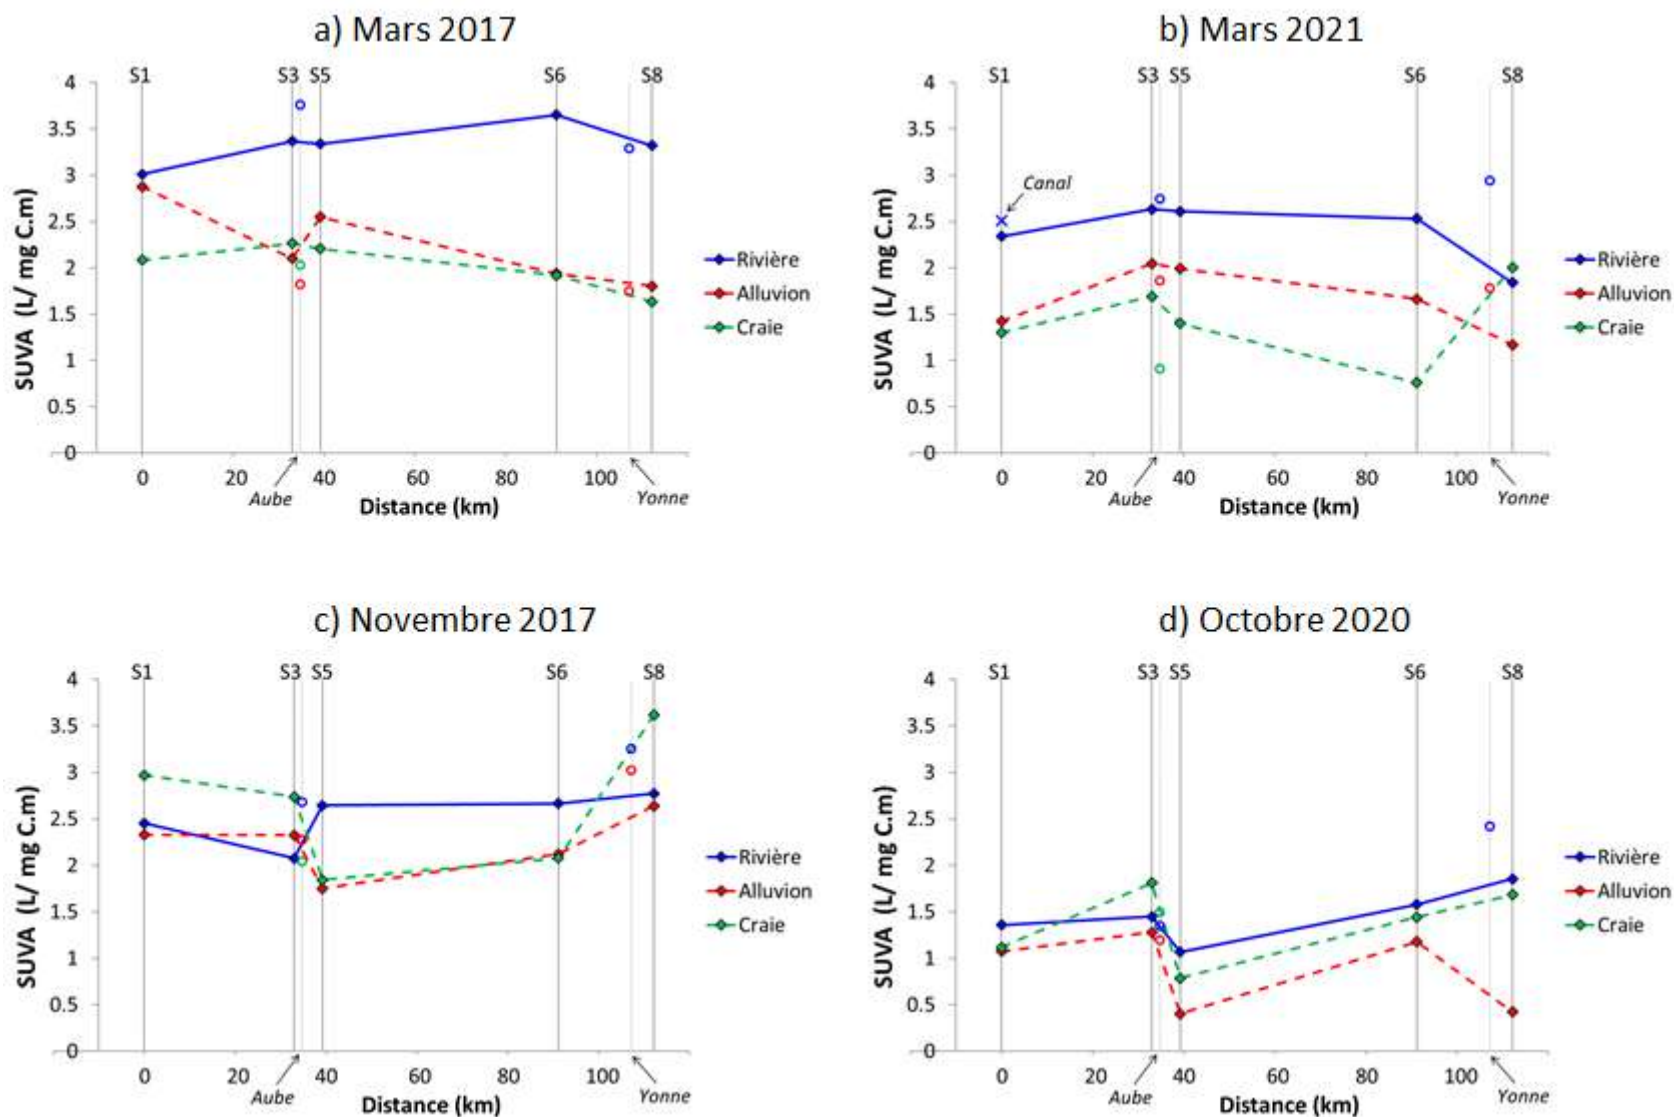 a) Mars 2017
S1 S3 S5 S6 S8
4
3.5
3
2.5
2
1.5
1
0.5
0
SUVA (L/ mg C.m)
0 20 40 60 80 100
Aube
Distance (km)
Yonne
Rivière
Alluvion
Craie
b) Mars 2021
S1 S3 S5 S6 S8
4
3.5
3
2.5
2
1.5
1
0.5
0
SUVA (L/ mg C.m)
Canal
0 20 40 60 80 100
Aube
Distance (km)
Yonne
Rivière
Alluvion
Craie
c) Novembre 2017
S1 S3 S5 S6 S8
4
3.5
3
2.5
2
1.5
1
0.5
0
SUVA (L/ mg C.m)
0 20 40 60 80 100
Aube
Distance (km)
Yonne
Rivière
Alluvion
Craie
d) Octobre 2020
S1 S3 S5 S6 S8
4
3.5
3
2.5
2
1.5
1
0.5
0
SUVA (L/ mg C.m)
0 20 40 60 80 100
Aube
Distance (km)
Yonne
Rivière
Alluvion
Craie